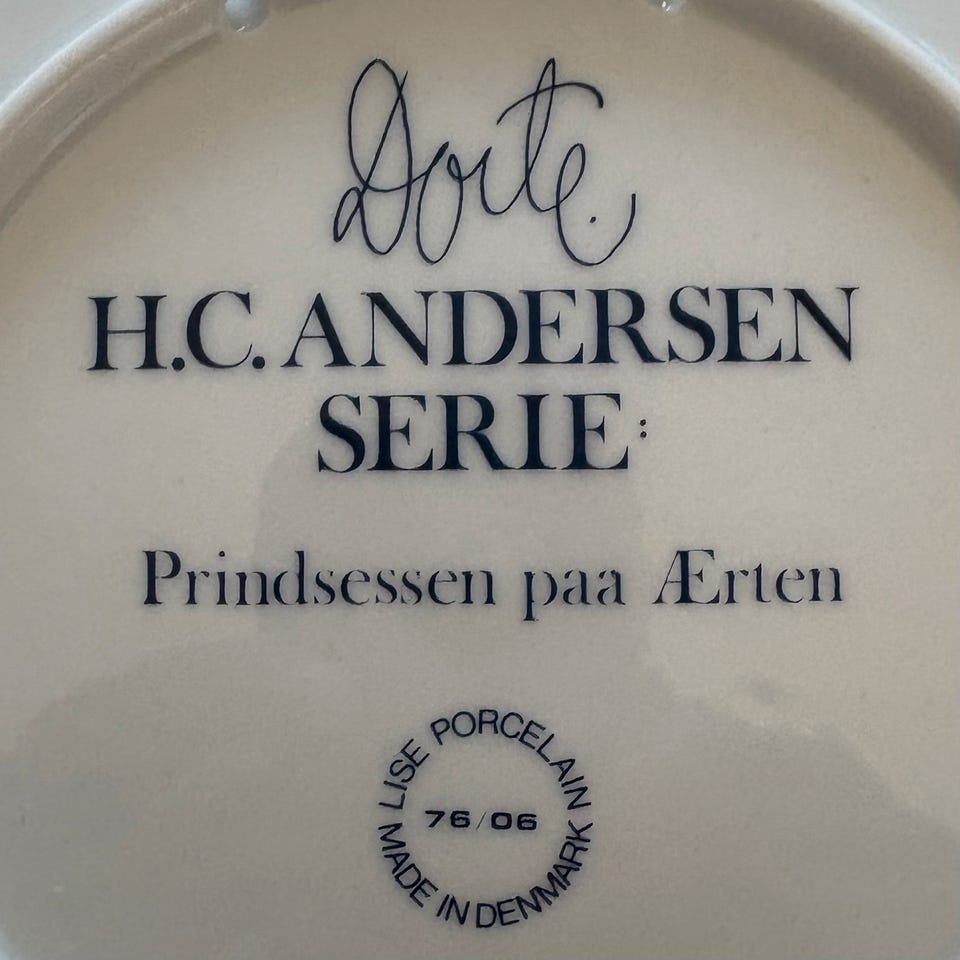 Dorte.
H.C. ANDERSEN
SERIE:
Prindsessen paa Ærten
LISE PORCELAIN
76/06
MADE IN DENMARK